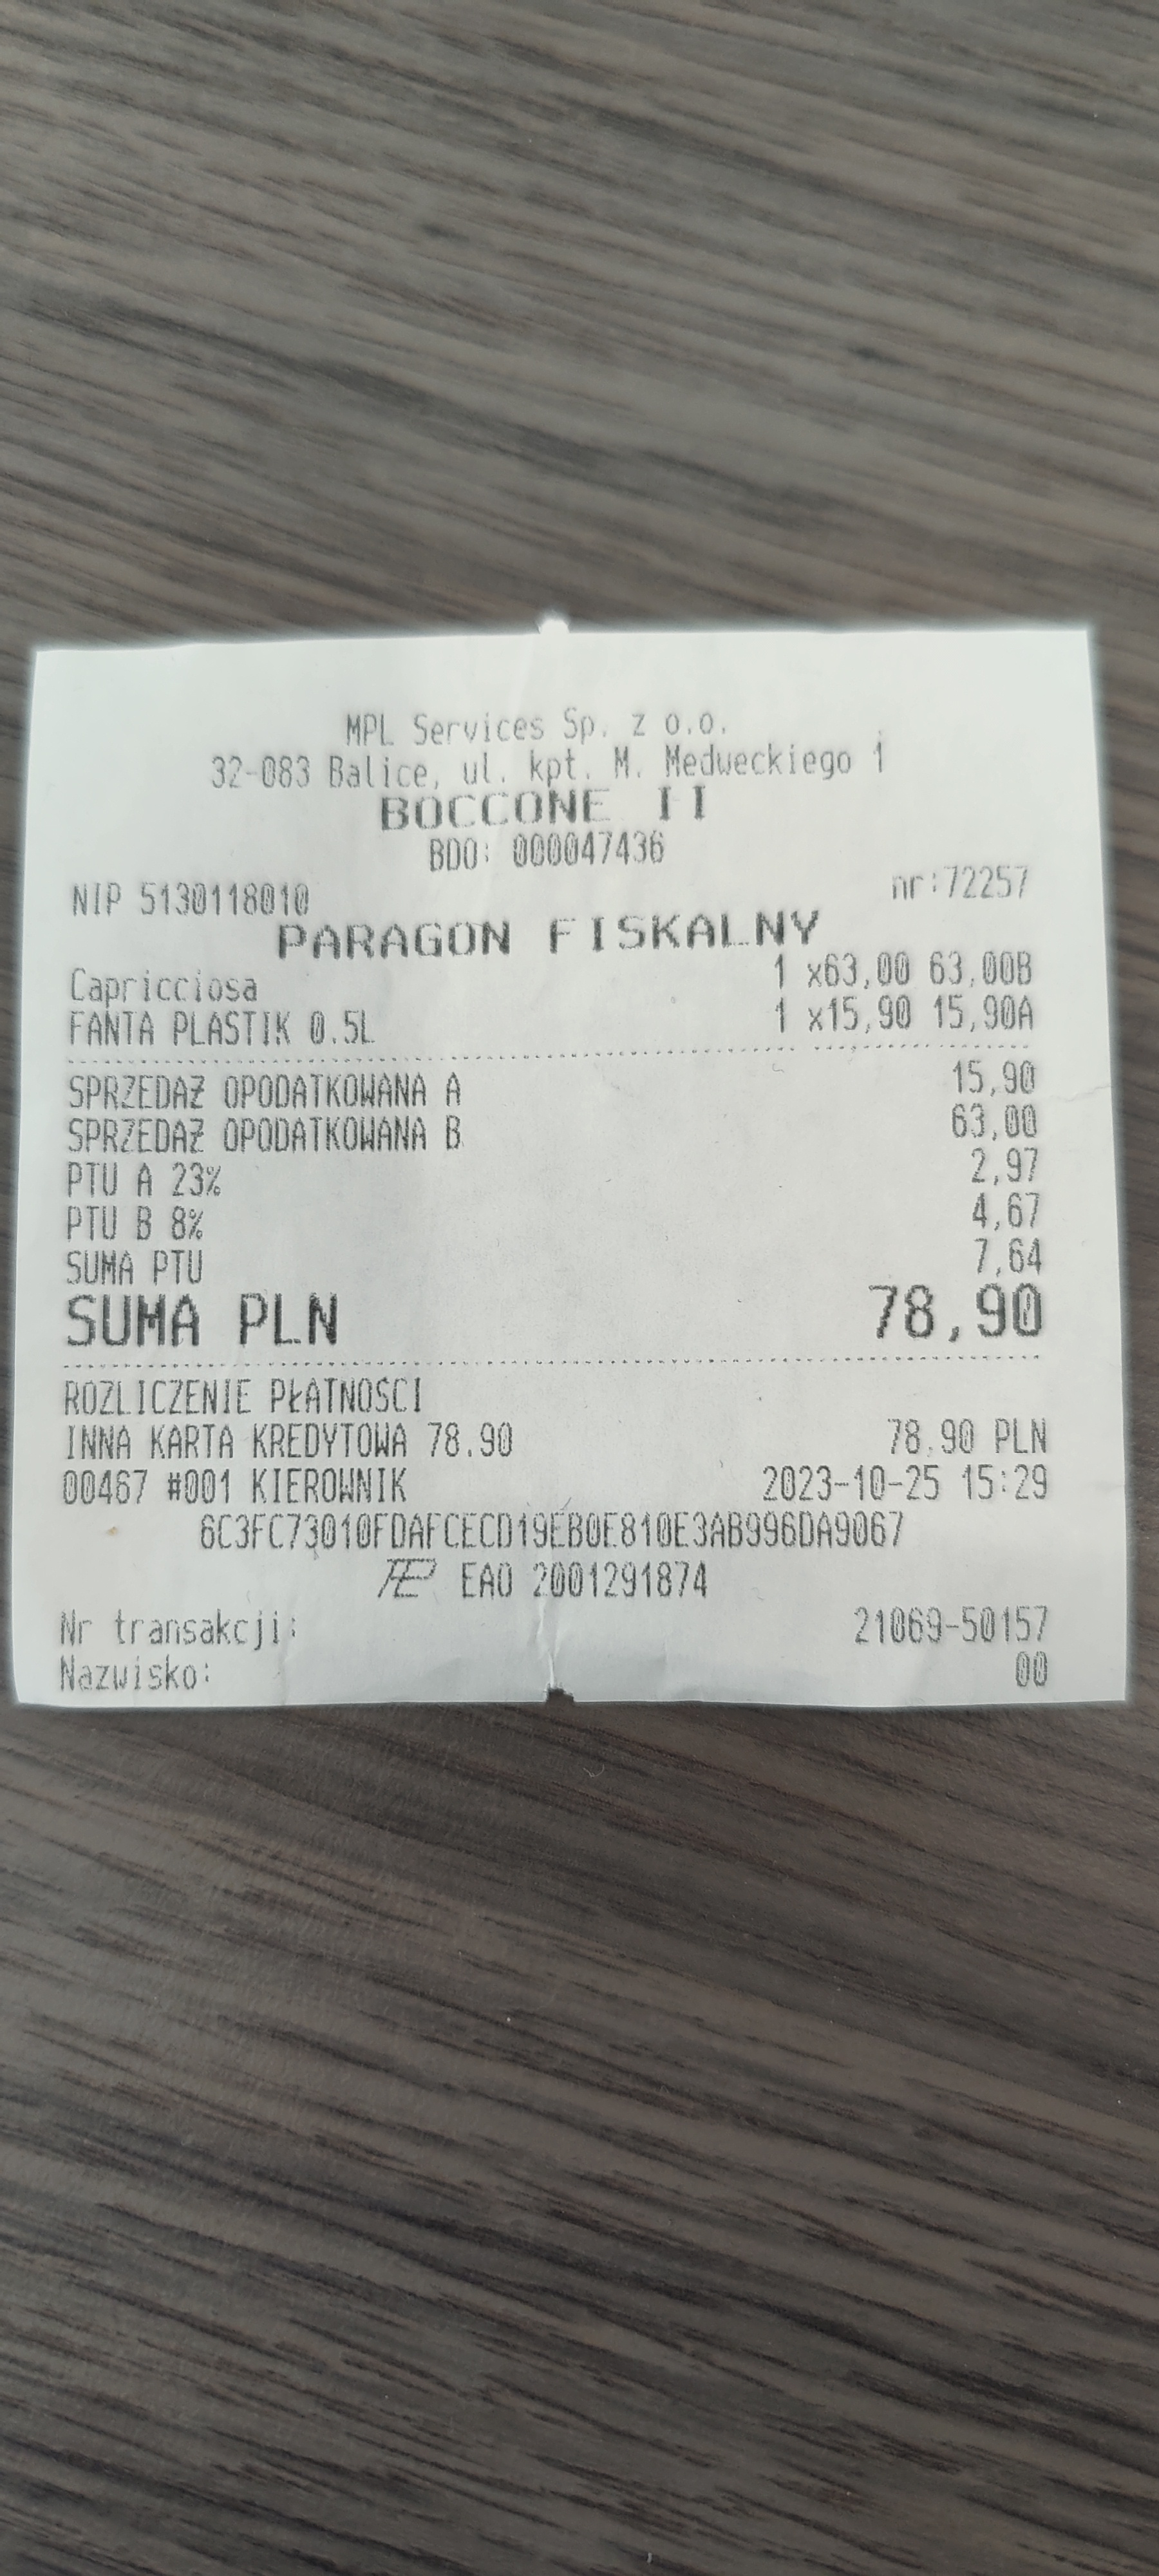 MPL Services Sp. z o.o.
32-083 Balice, ul. kpt. M. Medweckiego 1
BOCCONE II
BDO: 000047436
NIP 5130118010 nr:72257
PARAGON FISKALNY
Capricciosa 1 x63,00 63,00B
FANTA PLASTIK 0.5L 1 x15,90 15,90A
SPRZEDAŻ OPODATKOWANA A 15,90
SPRZEDAŻ OPODATKOWANA B 63,00
PTU A 23% 2,97
PTU B 8% 4,67
SUMA PTU 7,64
SUMA PLN 78,90
ROZLICZENIE PŁATNOŚCI
INNA KARTA KREDYTOWA 78.90 78,90 PLN
00467 #001 KIEROWNIK 2023-10-25 15:29
6C3FC73010FDAFCECD19EB0E810E3AB996DA9067
EAO 2001291874
Nr transakcji: 21069-50157
Nazwisko: 00